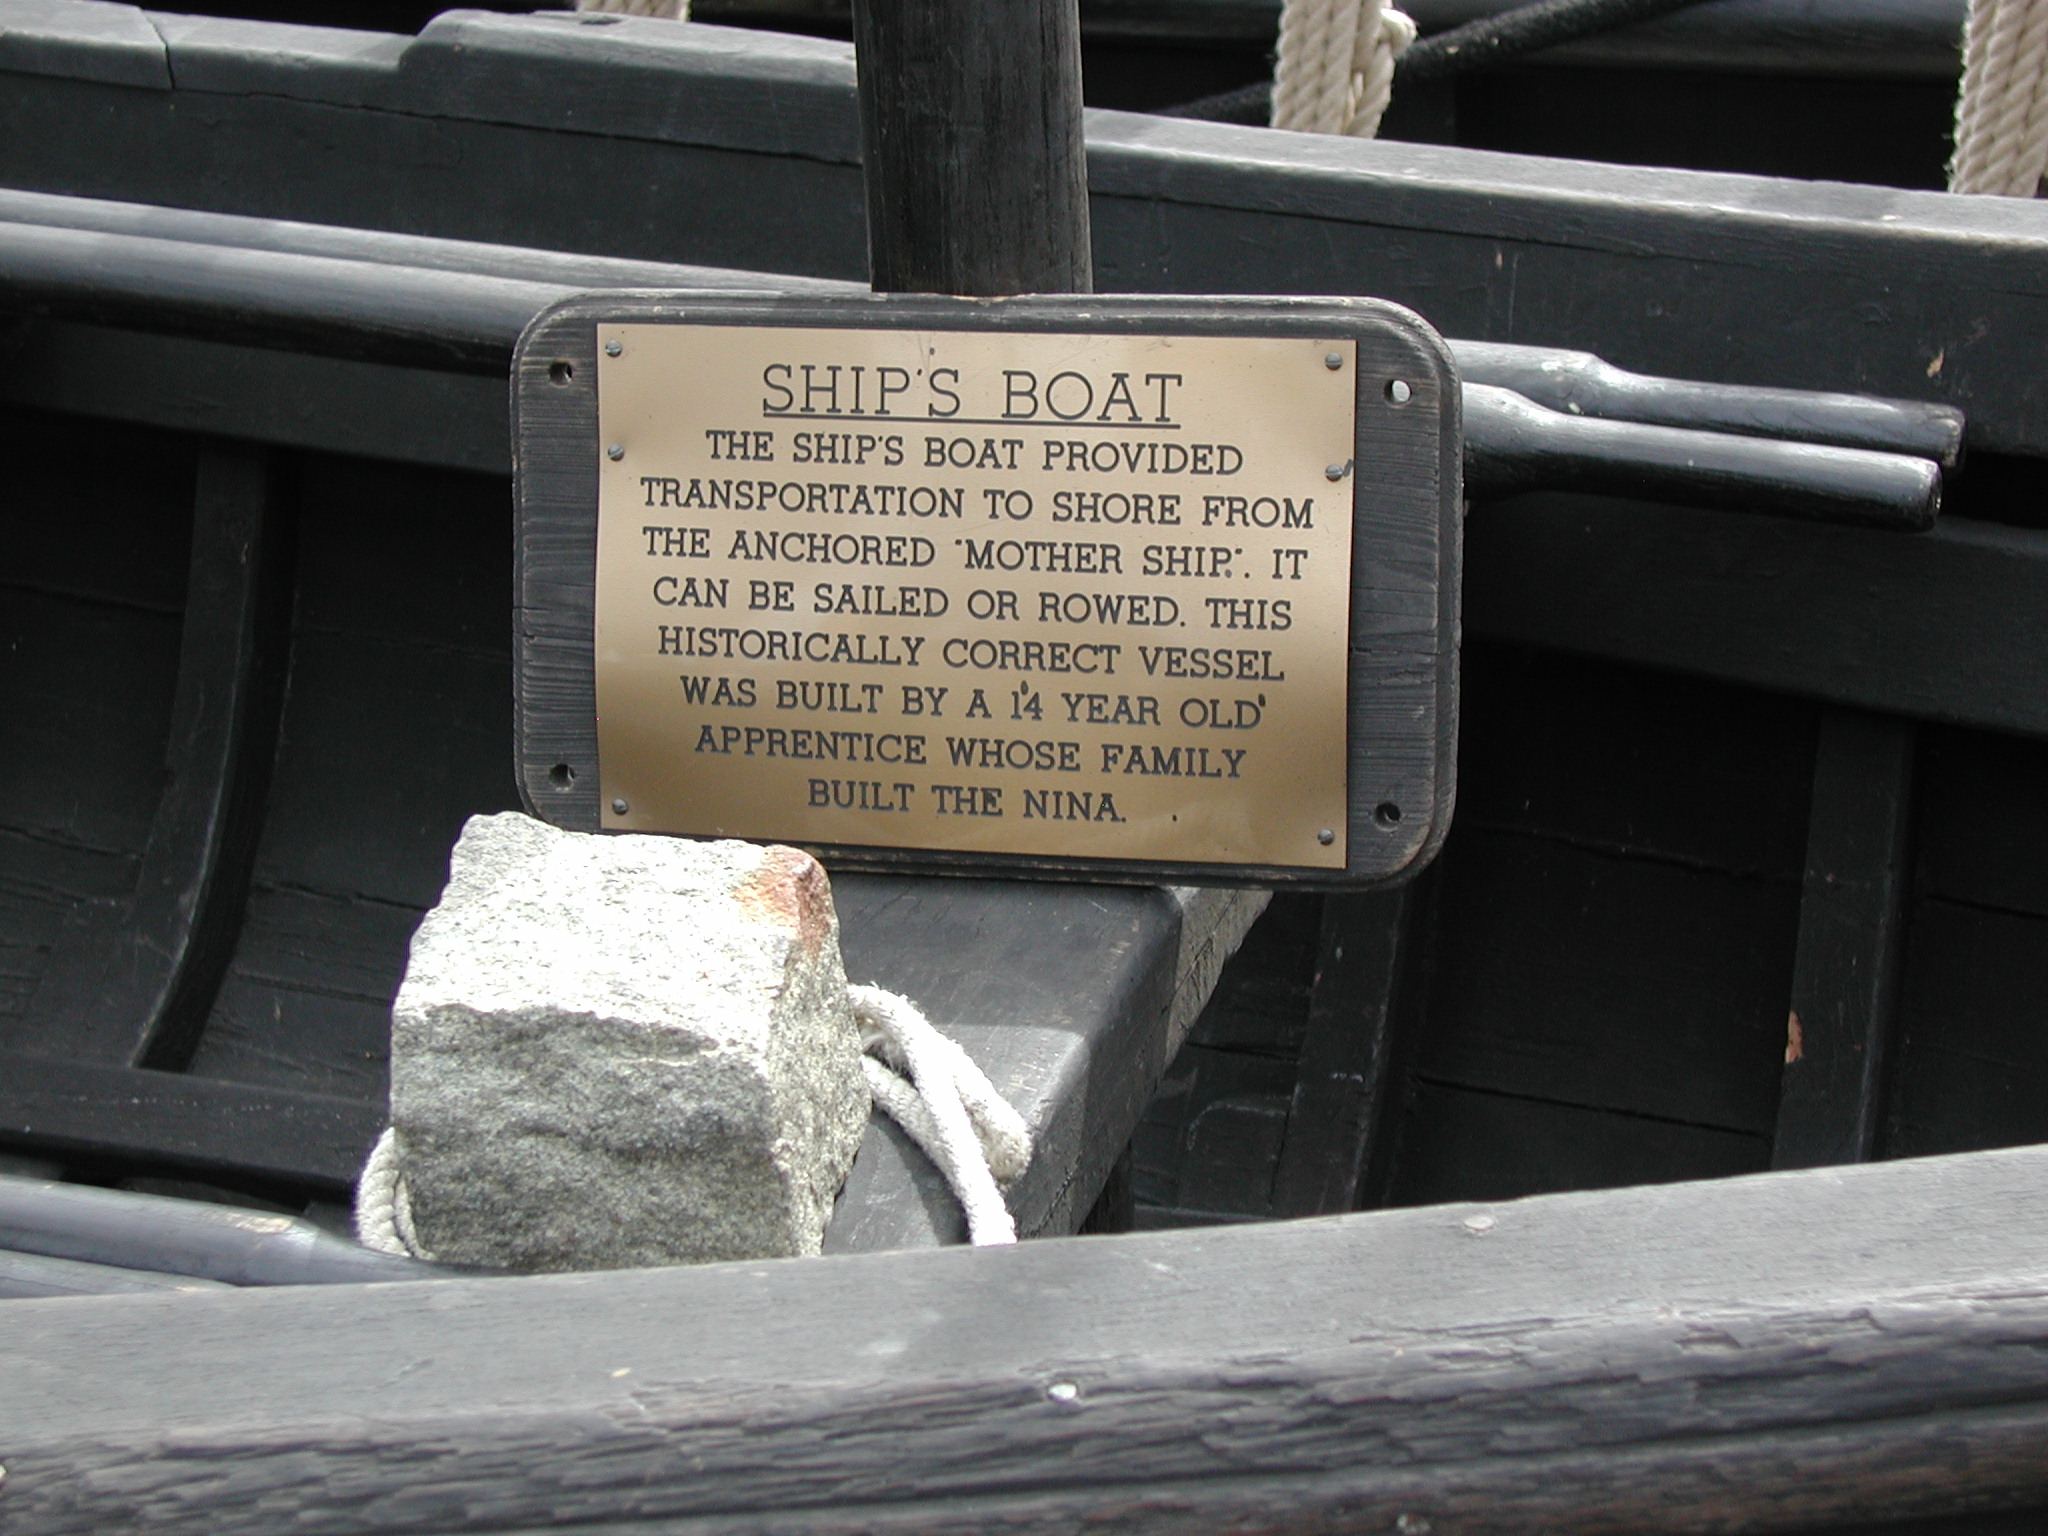 SHIP'S BOAT
THE SHIP'S BOAT PROVIDED
TRANSPORTATION TO SHORE FROM
THE ANCHORED "MOTHER SHIP.". IT
CAN BE SAILED OR ROWED. THIS
HISTORICALLY CORRECT VESSEL
WAS BUILT BY A 14 YEAR OLD
APPRENTICE WHOSE FAMILY
BUILT THE NINA.